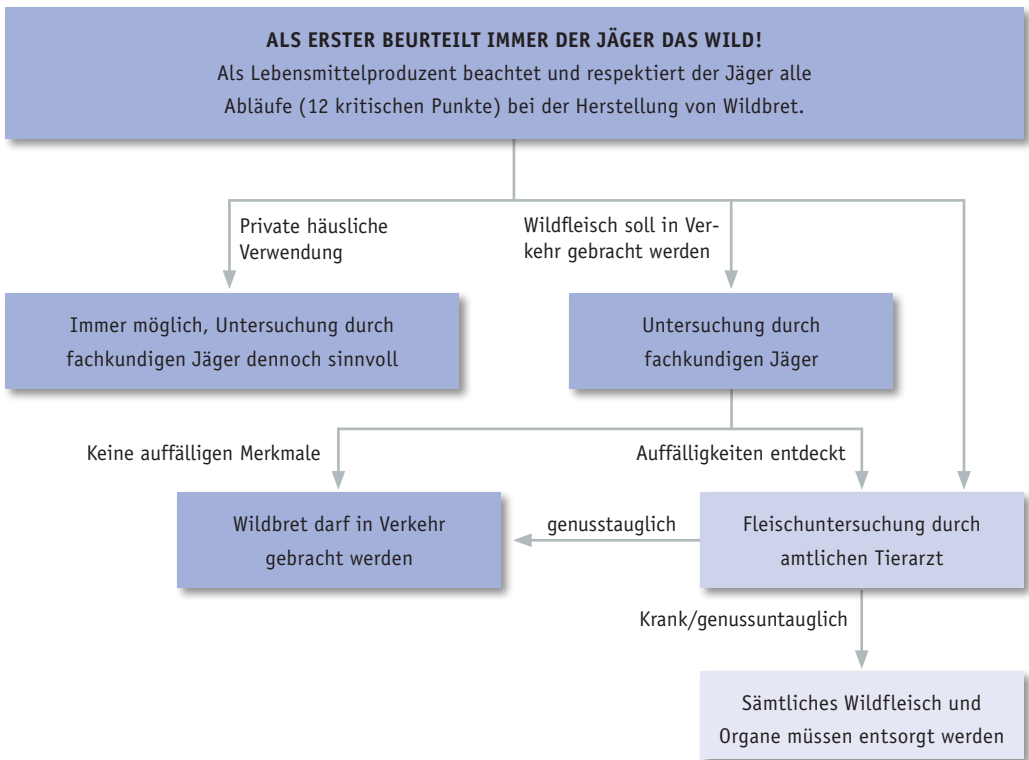 ALS ERSTER BEURTEILT IMMER DER JÄGER DAS WILD!
Als Lebensmittelproduzent beachtet und respektiert der Jäger alle
Abläufe (12 kritischen Punkte) bei der Herstellung von Wildbret.
Private häusliche
Verwendung
Wildfleisch soll in Ver-
kehr gebracht werden
Immer möglich, Untersuchung durch
fachkundigen Jäger dennoch sinnvoll
Untersuchung durch
fachkundigen Jäger
Keine auffälligen Merkmale
Auffälligkeiten entdeckt
Wildbret darf in Verkehr
gebracht werden
genusstauglich
Fleischuntersuchung durch
amtlichen Tierarzt
Krank/genussuntauglich
Sämtliches Wildfleisch und
Organe müssen entsorgt werden